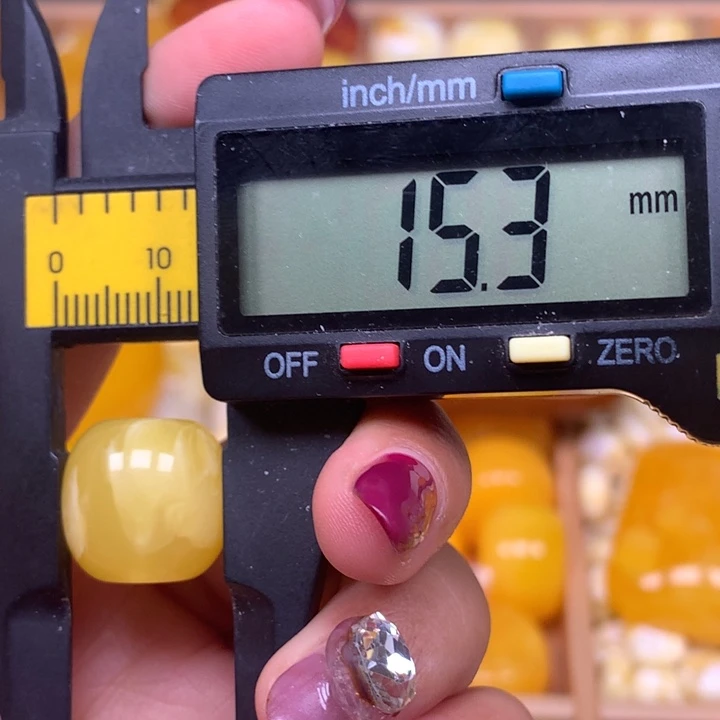 inch/mm
15.3 mm
0 10
OFF ON ZERO